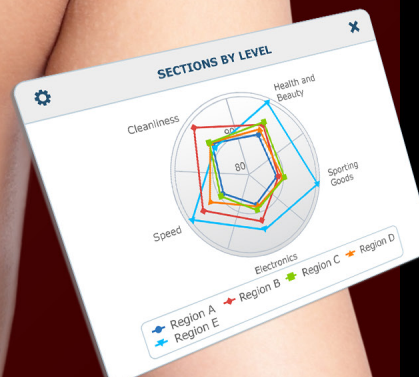 SECTIONS BY LEVEL
Health and
Beauty
Cleanliness
90
80
Sporting
Goods
Speed
Electronics
Region A
Region B
Region C
Region D
Region E